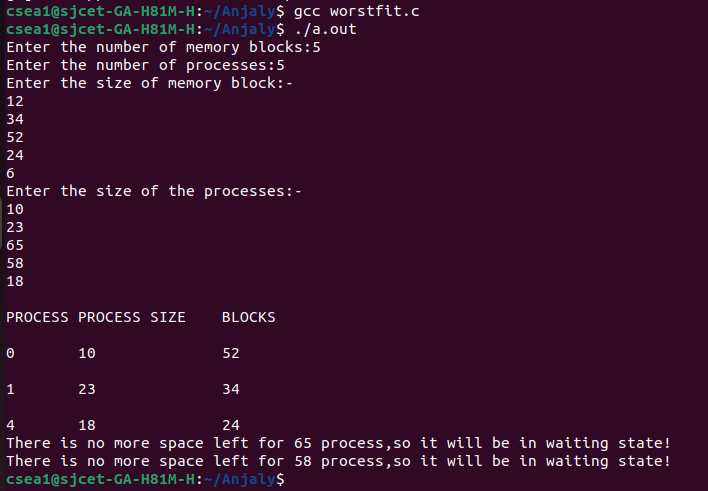 csea1@sjcet-GA-H81M-H:~/Anjaly$ gcc worstfit.c
csea1@sjcet-GA-H81M-H:~/Anjaly$ ./a.out
Enter the number of memory blocks:5
Enter the number of processes:5
Enter the size of memory block:-
12
34
52
24
6
Enter the size of the processes:-
10
23
65
58
18
PROCESS PROCESS SIZE    BLOCKS
0       10              52
1       23              34
4       18              24
There is no more space left for 65 process,so it will be in waiting state!
There is no more space left for 58 process,so it will be in waiting state!
csea1@sjcet-GA-H81M-H:~/Anjaly$